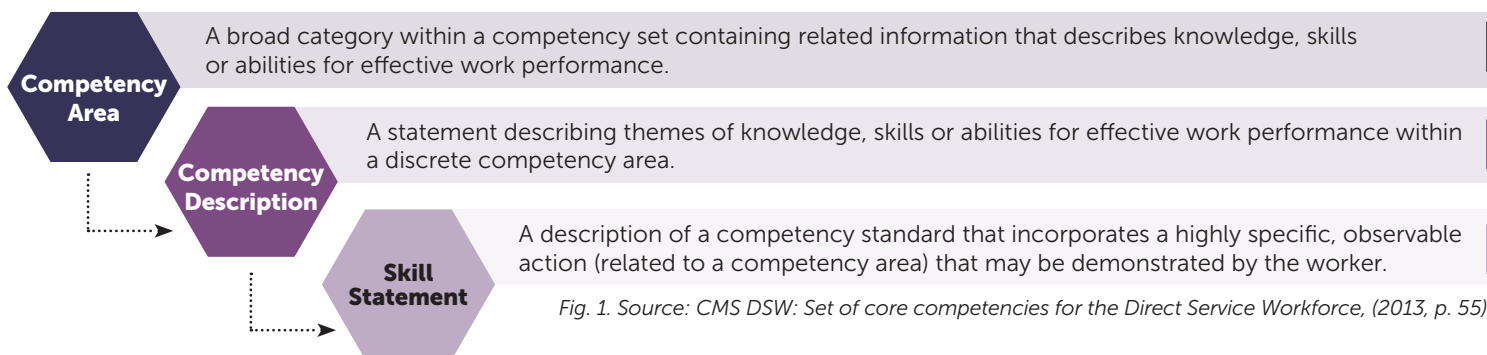 Competency
Area
A broad category within a competency set containing related information that describes knowledge, skills
or abilities for effective work performance.
Competency
Description
A statement describing themes of knowledge, skills or abilities for effective work performance within
a discrete competency area.
Skill
Statement
A description of a competency standard that incorporates a highly specific, observable
action (related to a competency area) that may be demonstrated by the worker.
Fig. 1. Source: CMS DSW: Set of core competencies for the Direct Service Workforce, (2013, p. 55)